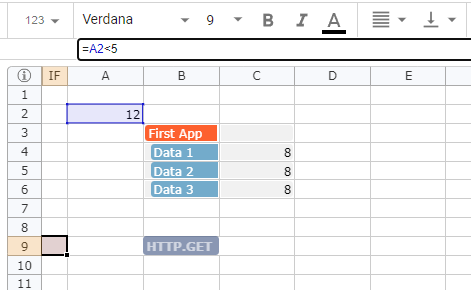 123 Verdana 9 B I A
=A2<5
IF A B C D E
1
2 12
3 First App
4 Data 1 8
5 Data 2 8
6 Data 3 8
7
8
9 HTTP.GET
10
11